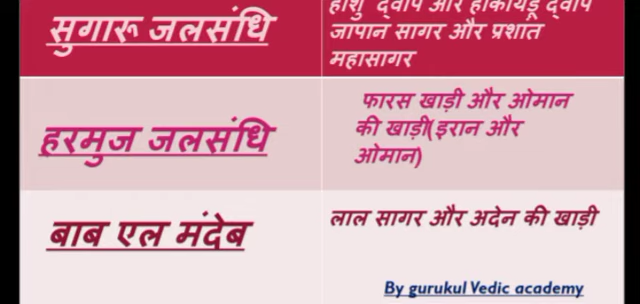 सुगारू जलसंधि
हांशु द्वीप और होकायडू द्वीप
जापान सागर और प्रशांत
महासागर
हरमुज जलसंधि
फारस खाड़ी और ओमान
की खाड़ी(इरान और
ओमान)
बाब एल मंदेब
लाल सागर और अदेन की खाड़ी
By gurukul Vedic academy